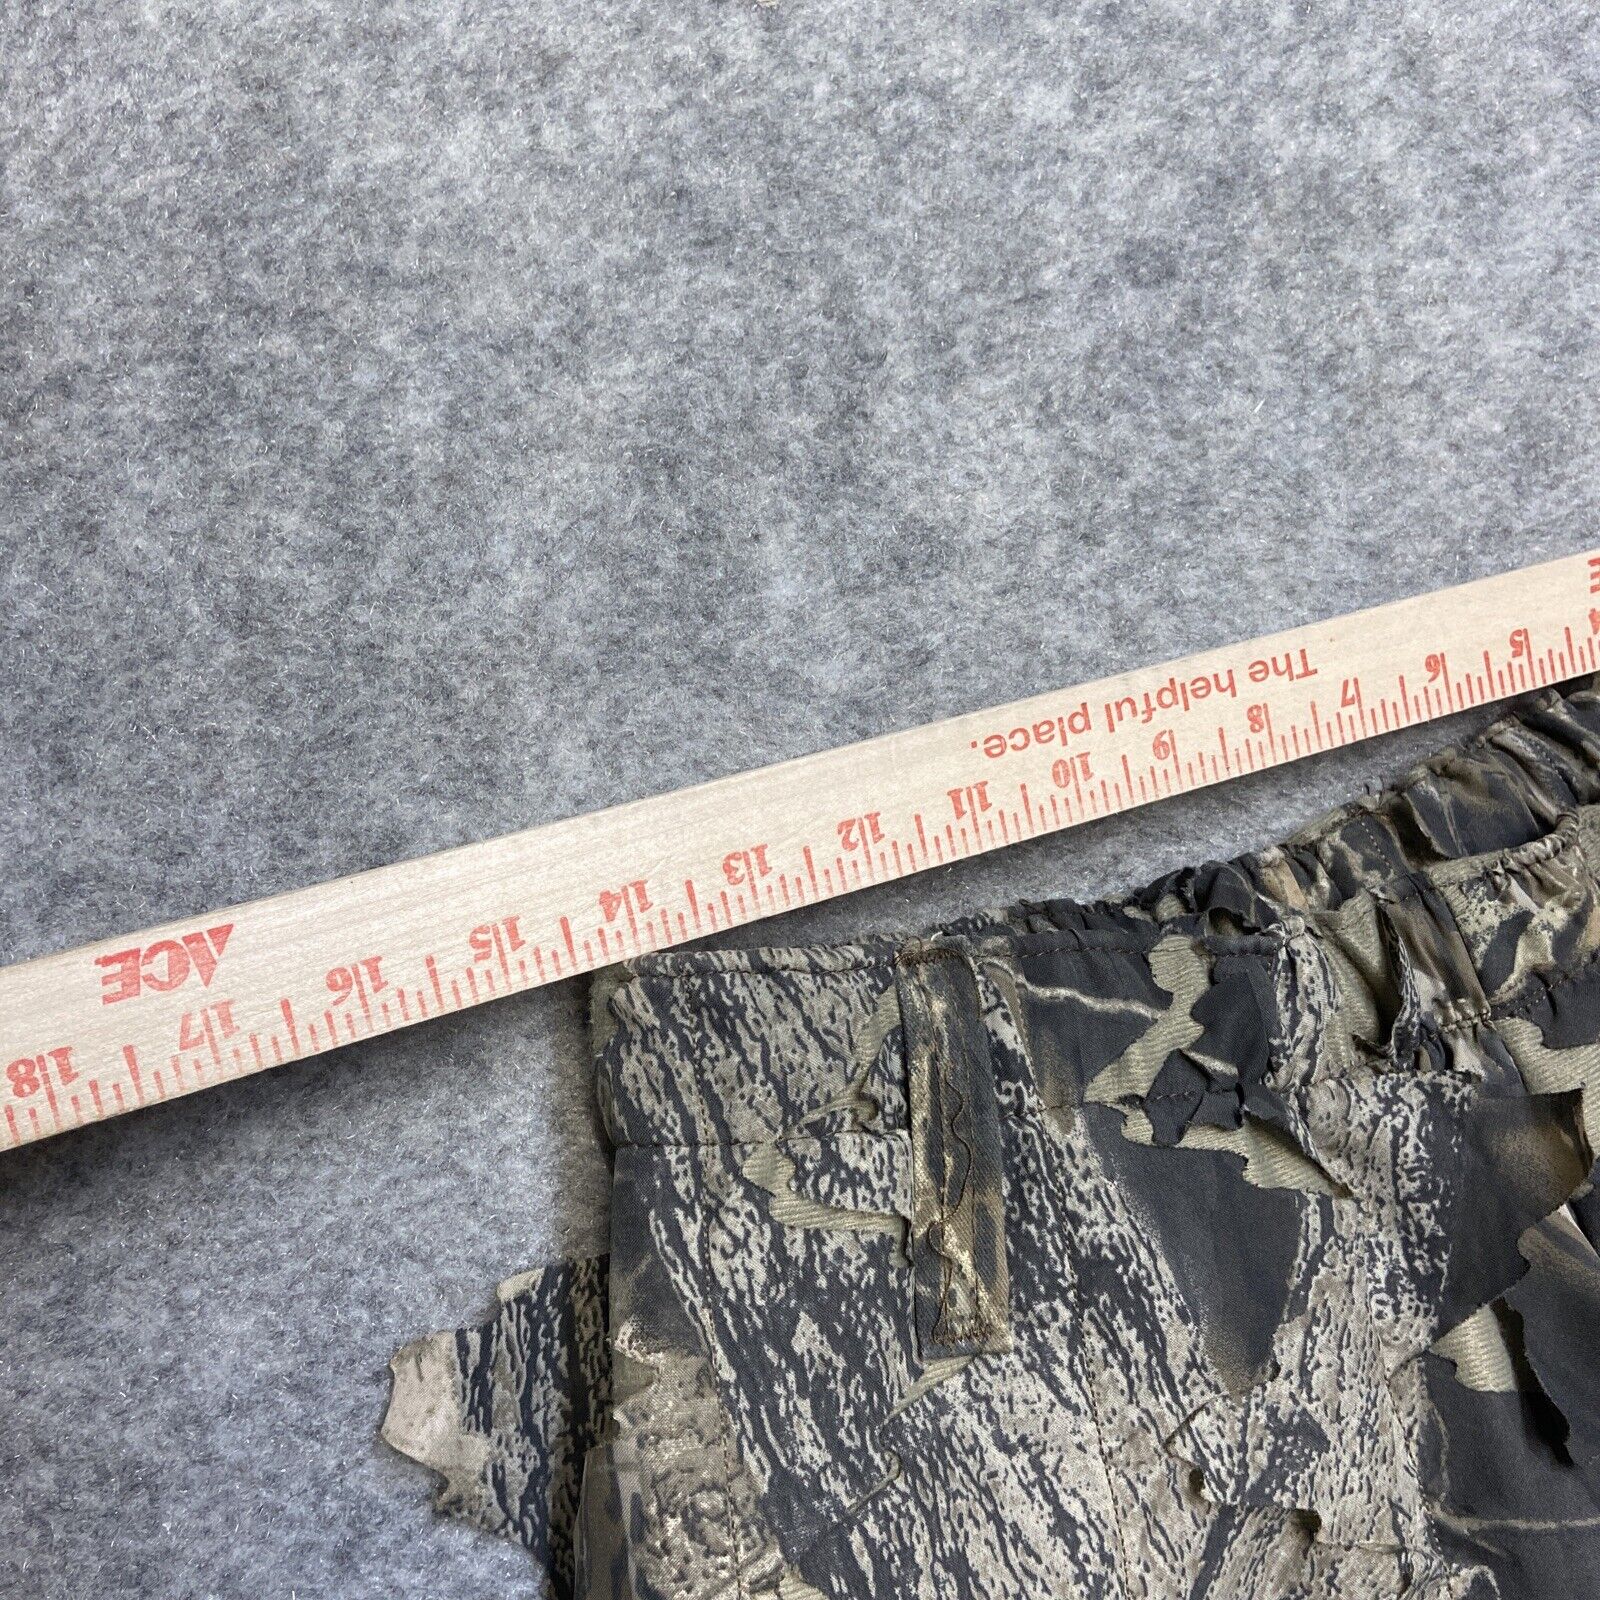 ACE
The helpful place.
4 5 6 7 8 9 10 11 12 13 14 15 16 17 18